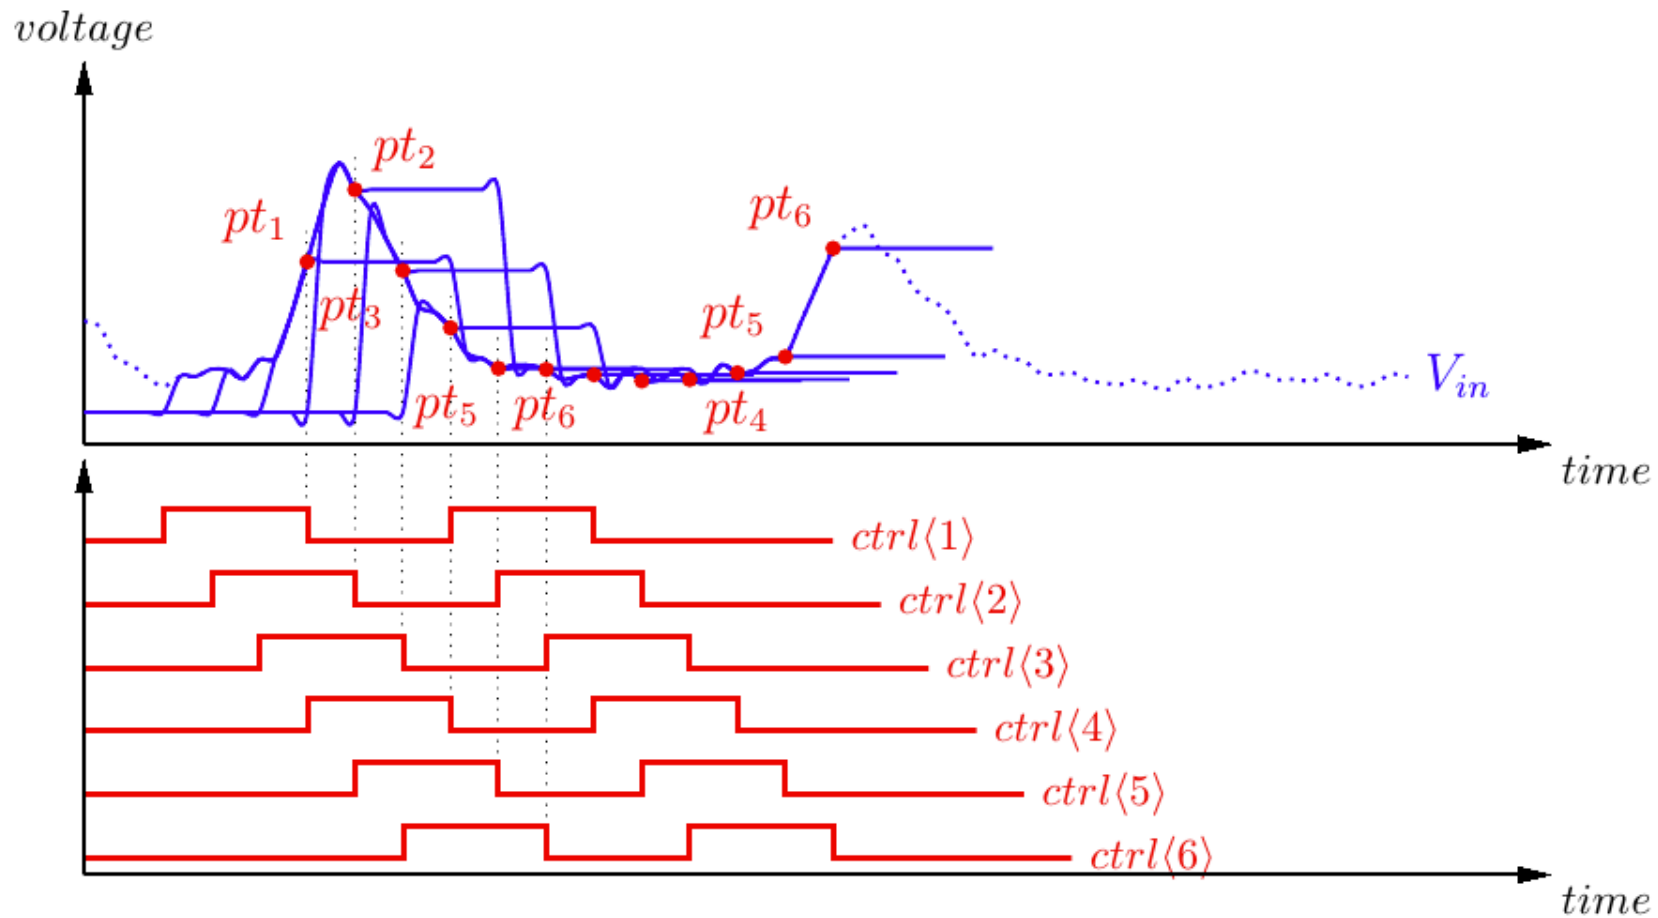 voltage
pt₂
pt₁
pt₆
pt₃
pt₅
V_in
pt₅
pt₆
pt₄
time
ctrl⟨1⟩
ctrl⟨2⟩
ctrl⟨3⟩
ctrl⟨4⟩
ctrl⟨5⟩
ctrl⟨6⟩
time